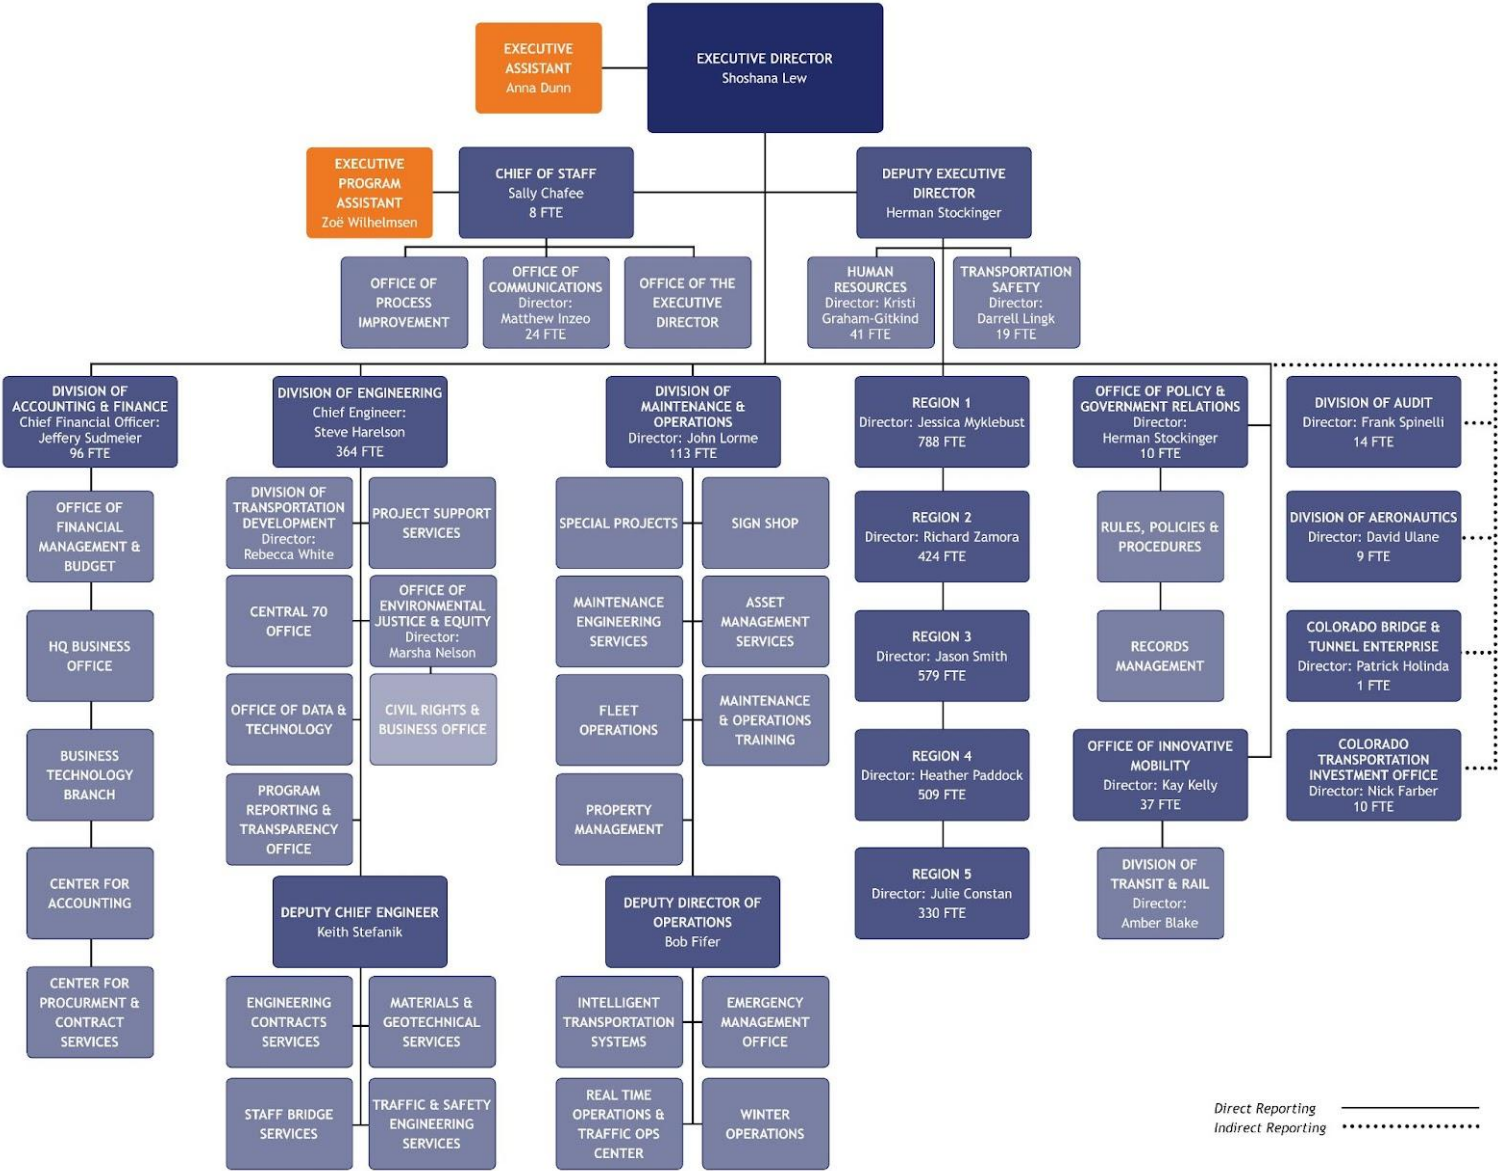 EXECUTIVE
ASSISTANT
Anna Dunn
EXECUTIVE DIRECTOR
Shoshana Lew
EXECUTIVE
PROGRAM
ASSISTANT
Zoë Wilhelmsen
CHIEF OF STAFF
Sally Chafee
8 FTE
DEPUTY EXECUTIVE
DIRECTOR
Herman Stockinger
OFFICE OF
PROCESS
IMPROVEMENT
OFFICE OF
COMMUNICATIONS
Director:
Matthew Inzeo
24 FTE
OFFICE OF THE
EXECUTIVE
DIRECTOR
HUMAN
RESOURCES
Director: Kristi
Graham-Gitkind
41 FTE
TRANSPORTATION
SAFETY
Director:
Darrell Lingk
19 FTE
DIVISION OF
ACCOUNTING & FINANCE
Chief Financial Officer:
Jeffery Sudmeier
96 FTE
OFFICE OF
FINANCIAL
MANAGEMENT &
BUDGET
HQ BUSINESS
OFFICE
BUSINESS
TECHNOLOGY
BRANCH
CENTER FOR
ACCOUNTING
CENTER FOR
PROCURMENT &
CONTRACT
SERVICES
DIVISION OF ENGINEERING
Chief Engineer:
Steve Harelson
364 FTE
DIVISION OF
TRANSPORTATION
DEVELOPMENT
Director:
Rebecca White
PROJECT SUPPORT
SERVICES
CENTRAL 70
OFFICE
OFFICE OF
ENVIRONMENTAL
JUSTICE & EQUITY
Director:
Marsha Nelson
OFFICE OF DATA &
TECHNOLOGY
CIVIL RIGHTS &
BUSINESS OFFICE
PROGRAM
REPORTING &
TRANSPARENCY
OFFICE
DEPUTY CHIEF ENGINEER
Keith Stefanik
ENGINEERING
CONTRACTS
SERVICES
MATERIALS &
GEOTECHNICAL
SERVICES
STAFF BRIDGE
SERVICES
TRAFFIC & SAFETY
ENGINEERING
SERVICES
DIVISION OF
MAINTENANCE &
OPERATIONS
Director: John Lorme
113 FTE
SPECIAL PROJECTS
SIGN SHOP
MAINTENANCE
ENGINEERING
SERVICES
ASSET
MANAGEMENT
SERVICES
FLEET
OPERATIONS
MAINTENANCE
& OPERATIONS
TRAINING
PROPERTY
MANAGEMENT
DEPUTY DIRECTOR OF
OPERATIONS
Bob Fifer
INTELLIGENT
TRANSPORTATION
SYSTEMS
EMERGENCY
MANAGEMENT
OFFICE
REAL TIME
OPERATIONS &
TRAFFIC OPS
CENTER
WINTER
OPERATIONS
REGION 1
Director: Jessica Myklebust
788 FTE
REGION 2
Director: Richard Zamora
424 FTE
REGION 3
Director: Jason Smith
579 FTE
REGION 4
Director: Heather Paddock
509 FTE
REGION 5
Director: Julie Constan
330 FTE
OFFICE OF POLICY &
GOVERNMENT RELATIONS
Director:
Herman Stockinger
10 FTE
RULES, POLICIES &
PROCEDURES
RECORDS
MANAGEMENT
OFFICE OF INNOVATIVE
MOBILITY
Director: Kay Kelly
37 FTE
DIVISION OF
TRANSIT & RAIL
Director:
Amber Blake
DIVISION OF AUDIT
Director: Frank Spinelli
14 FTE
DIVISION OF AERONAUTICS
Director: David Ulane
9 FTE
COLORADO BRIDGE &
TUNNEL ENTERPRISE
Director: Patrick Holinda
1 FTE
COLORADO
TRANSPORTATION
INVESTMENT OFFICE
Director: Nick Farber
10 FTE
Direct Reporting
Indirect Reporting